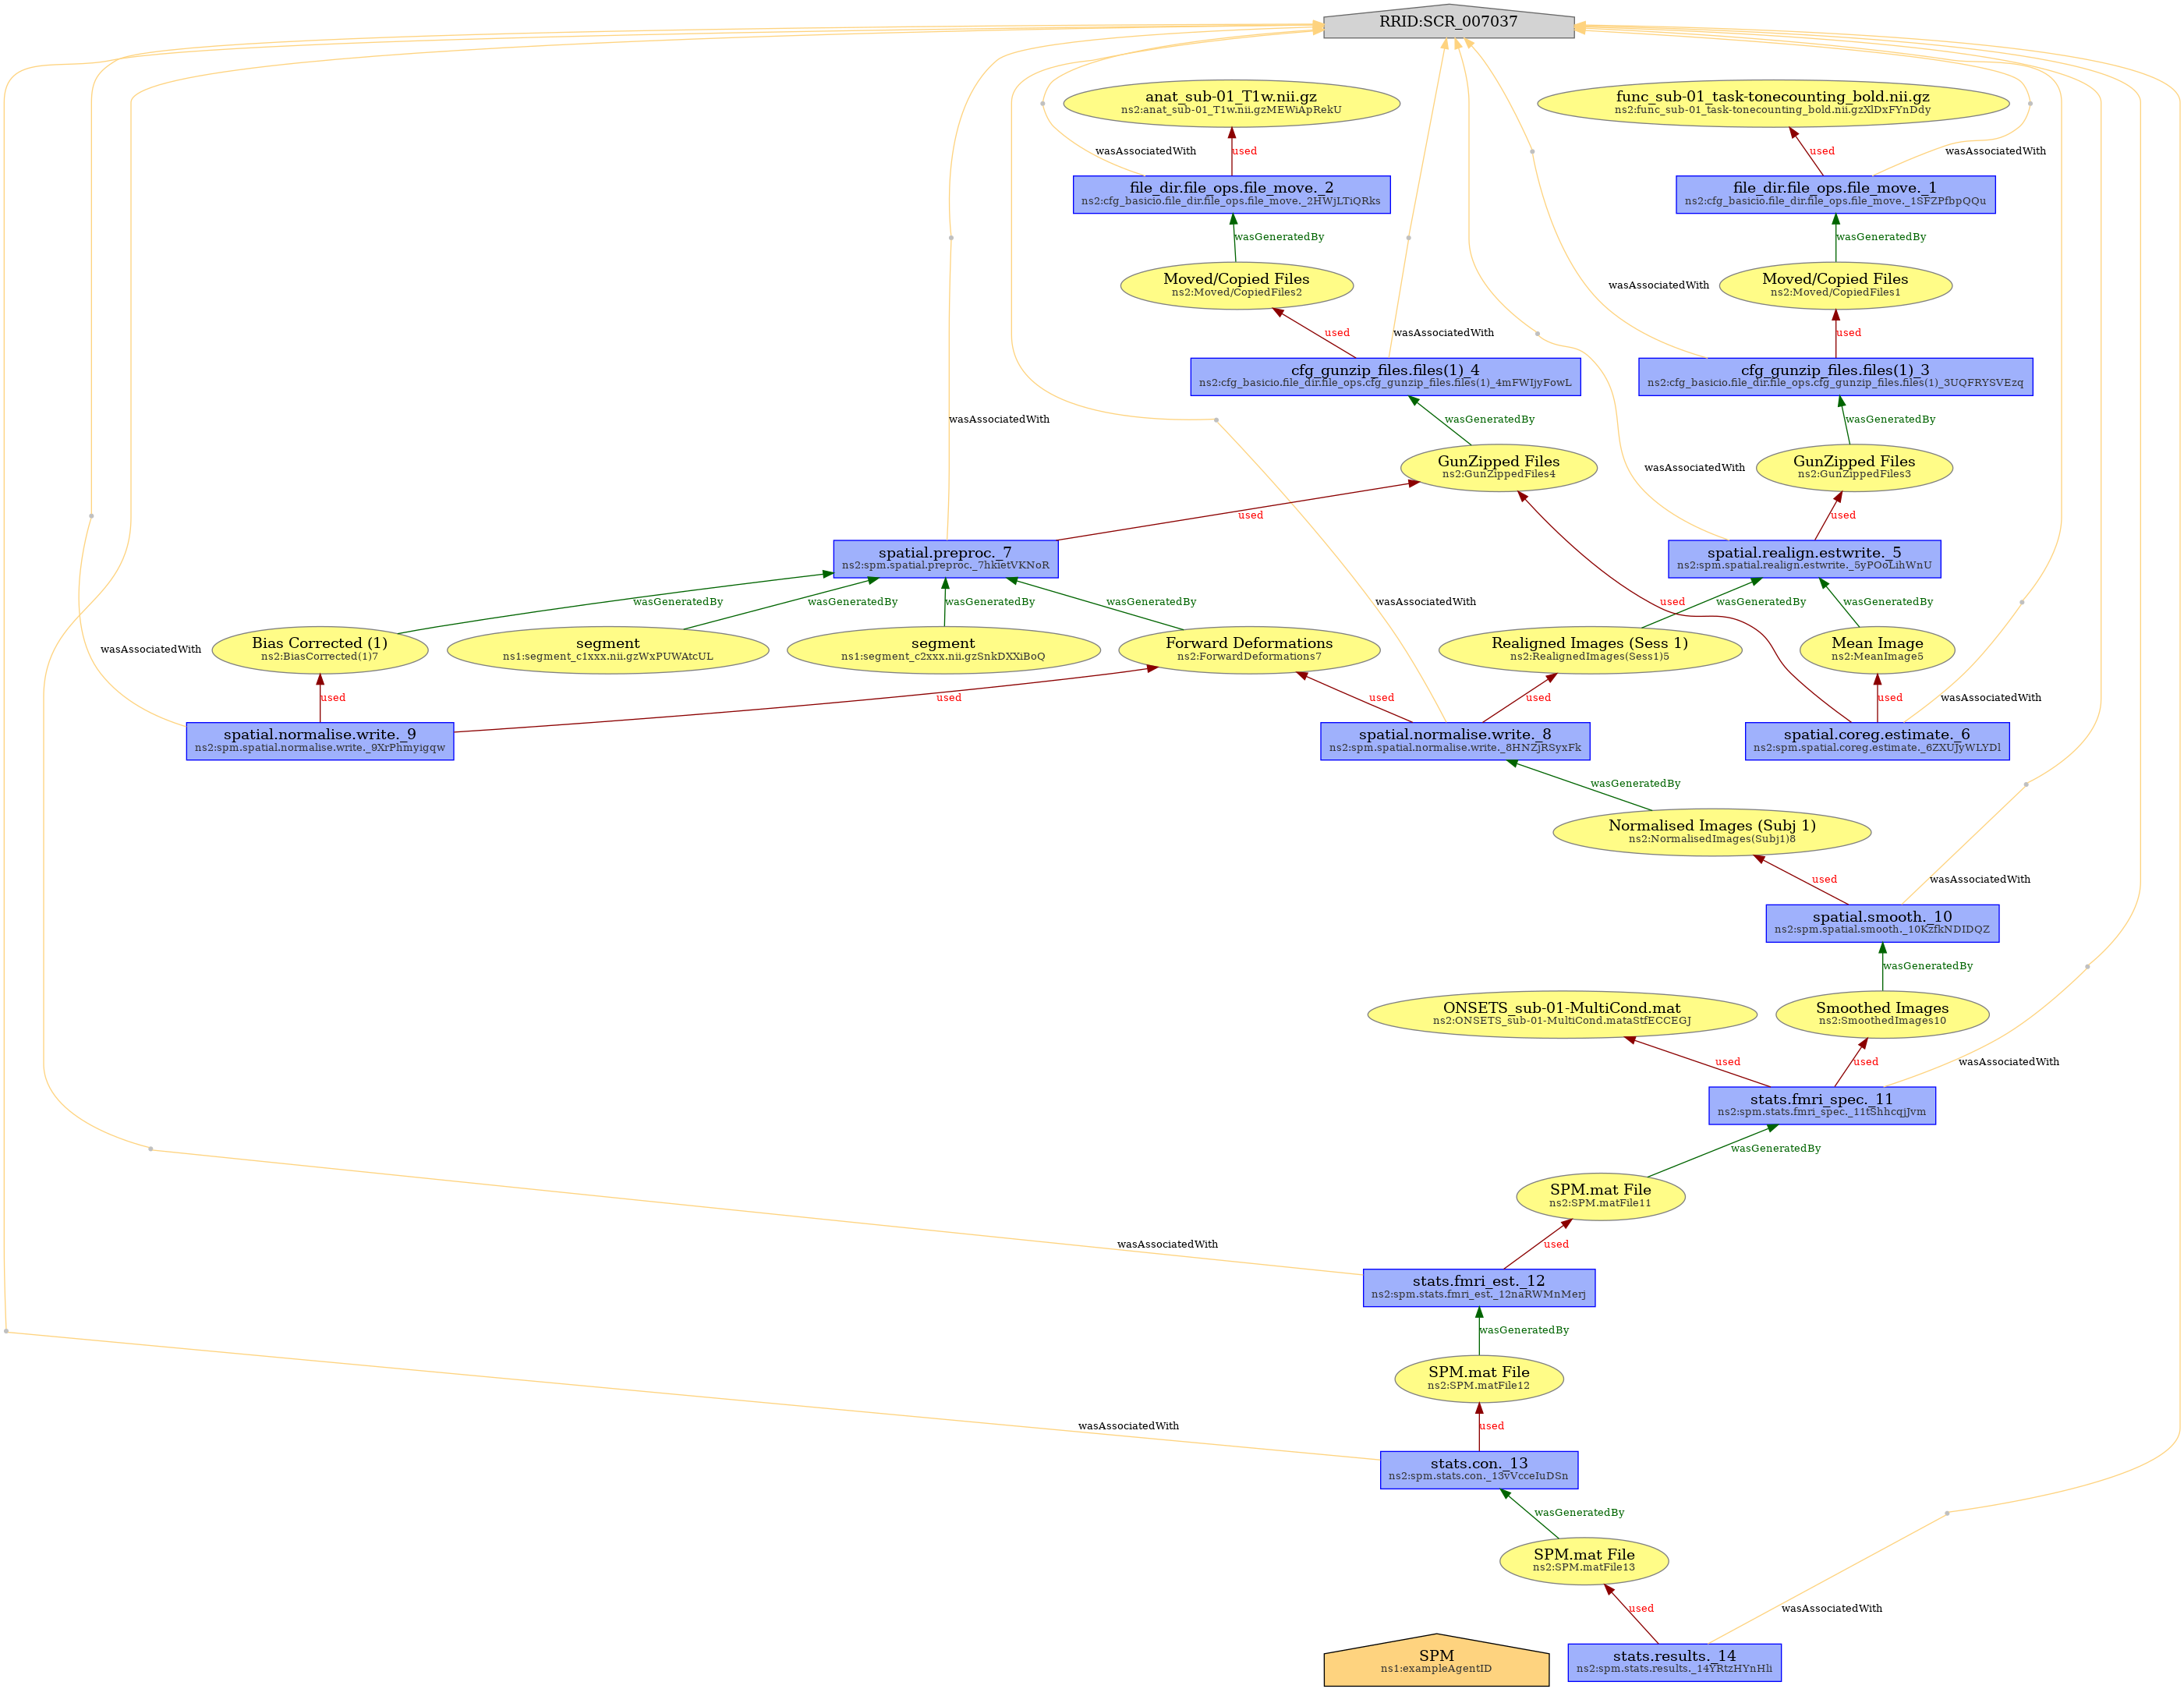 RRID:SCR_007037
anat_sub-01_T1w.nii.gz
ns2:anat_sub-01_T1w.nii.gzMEWiApRekU
func_sub-01_task-tonecounting_bold.nii.gz
ns2:func_sub-01_task-tonecounting_bold.nii.gzXlDxFYnDdy
wasAssociatedWith
used
used
wasAssociatedWith
file_dir.file_ops.file_move._2
ns2:cfg_basicio.file_dir.file_ops.file_move._2HWjLTiQRks
file_dir.file_ops.file_move._1
ns2:cfg_basicio.file_dir.file_ops.file_move._1SFZPfbpQQu
wasGeneratedBy
wasGeneratedBy
Moved/Copied Files
ns2:Moved/CopiedFiles2
wasAssociatedWith
Moved/Copied Files
ns2:Moved/CopiedFiles1
used
wasAssociatedWith
used
cfg_gunzip_files.files(1)_4
ns2:cfg_basicio.file_dir.file_ops.cfg_gunzip_files.files(1)_4mFWIjyFowL
cfg_gunzip_files.files(1)_3
ns2:cfg_basicio.file_dir.file_ops.cfg_gunzip_files.files(1)_3UQFRYSVEzq
wasAssociatedWith
wasGeneratedBy
wasGeneratedBy
GunZipped Files
ns2:GunZippedFiles4
wasAssociatedWith
GunZipped Files
ns2:GunZippedFiles3
used
used
spatial.preproc._7
ns2:spm.spatial.preproc._7hkietVKNoR
spatial.realign.estwrite._5
ns2:spm.spatial.realign.estwrite._5yPOoLihWnU
wasGeneratedBy
wasGeneratedBy
wasGeneratedBy
wasGeneratedBy
wasAssociatedWith
used
wasGeneratedBy
wasGeneratedBy
wasAssociatedWith
Bias Corrected (1)
ns2:BiasCorrected(1)7
segment
ns1:segment_c1xxx.nii.gzWxPUWAtcUL
segment
ns1:segment_c2xxx.nii.gzSnkDXXiBoQ
Forward Deformations
ns2:ForwardDeformations7
Realigned Images (Sess 1)
ns2:RealignedImages(Sess1)5
Mean Image
ns2:MeanImage5
used
used
used
used
used
wasAssociatedWith
spatial.normalise.write._9
ns2:spm.spatial.normalise.write._9XrPhmyigqw
spatial.normalise.write._8
ns2:spm.spatial.normalise.write._8HNZjRSyxFk
spatial.coreg.estimate._6
ns2:spm.spatial.coreg.estimate._6ZXUJyWLYDl
wasGeneratedBy
Normalised Images (Subj 1)
ns2:NormalisedImages(Subj1)8
used
wasAssociatedWith
spatial.smooth._10
ns2:spm.spatial.smooth._10KzfkNDIDQZ
wasGeneratedBy
ONSETS_sub-01-MultiCond.mat
ns2:ONSETS_sub-01-MultiCond.mataStfECCEGJ
Smoothed Images
ns2:SmoothedImages10
used
used
wasAssociatedWith
stats.fmri_spec._11
ns2:spm.stats.fmri_spec._11tShhcqjJvm
wasGeneratedBy
SPM.mat File
ns2:SPM.matFile11
wasAssociatedWith
used
stats.fmri_est._12
ns2:spm.stats.fmri_est._12naRWMnMerj
wasGeneratedBy
SPM.mat File
ns2:SPM.matFile12
wasAssociatedWith
used
stats.con._13
ns2:spm.stats.con._13vVcceIuDSn
wasGeneratedBy
SPM.mat File
ns2:SPM.matFile13
used
wasAssociatedWith
SPM
ns1:exampleAgentID
stats.results._14
ns2:spm.stats.results._14YRtzHYnHli